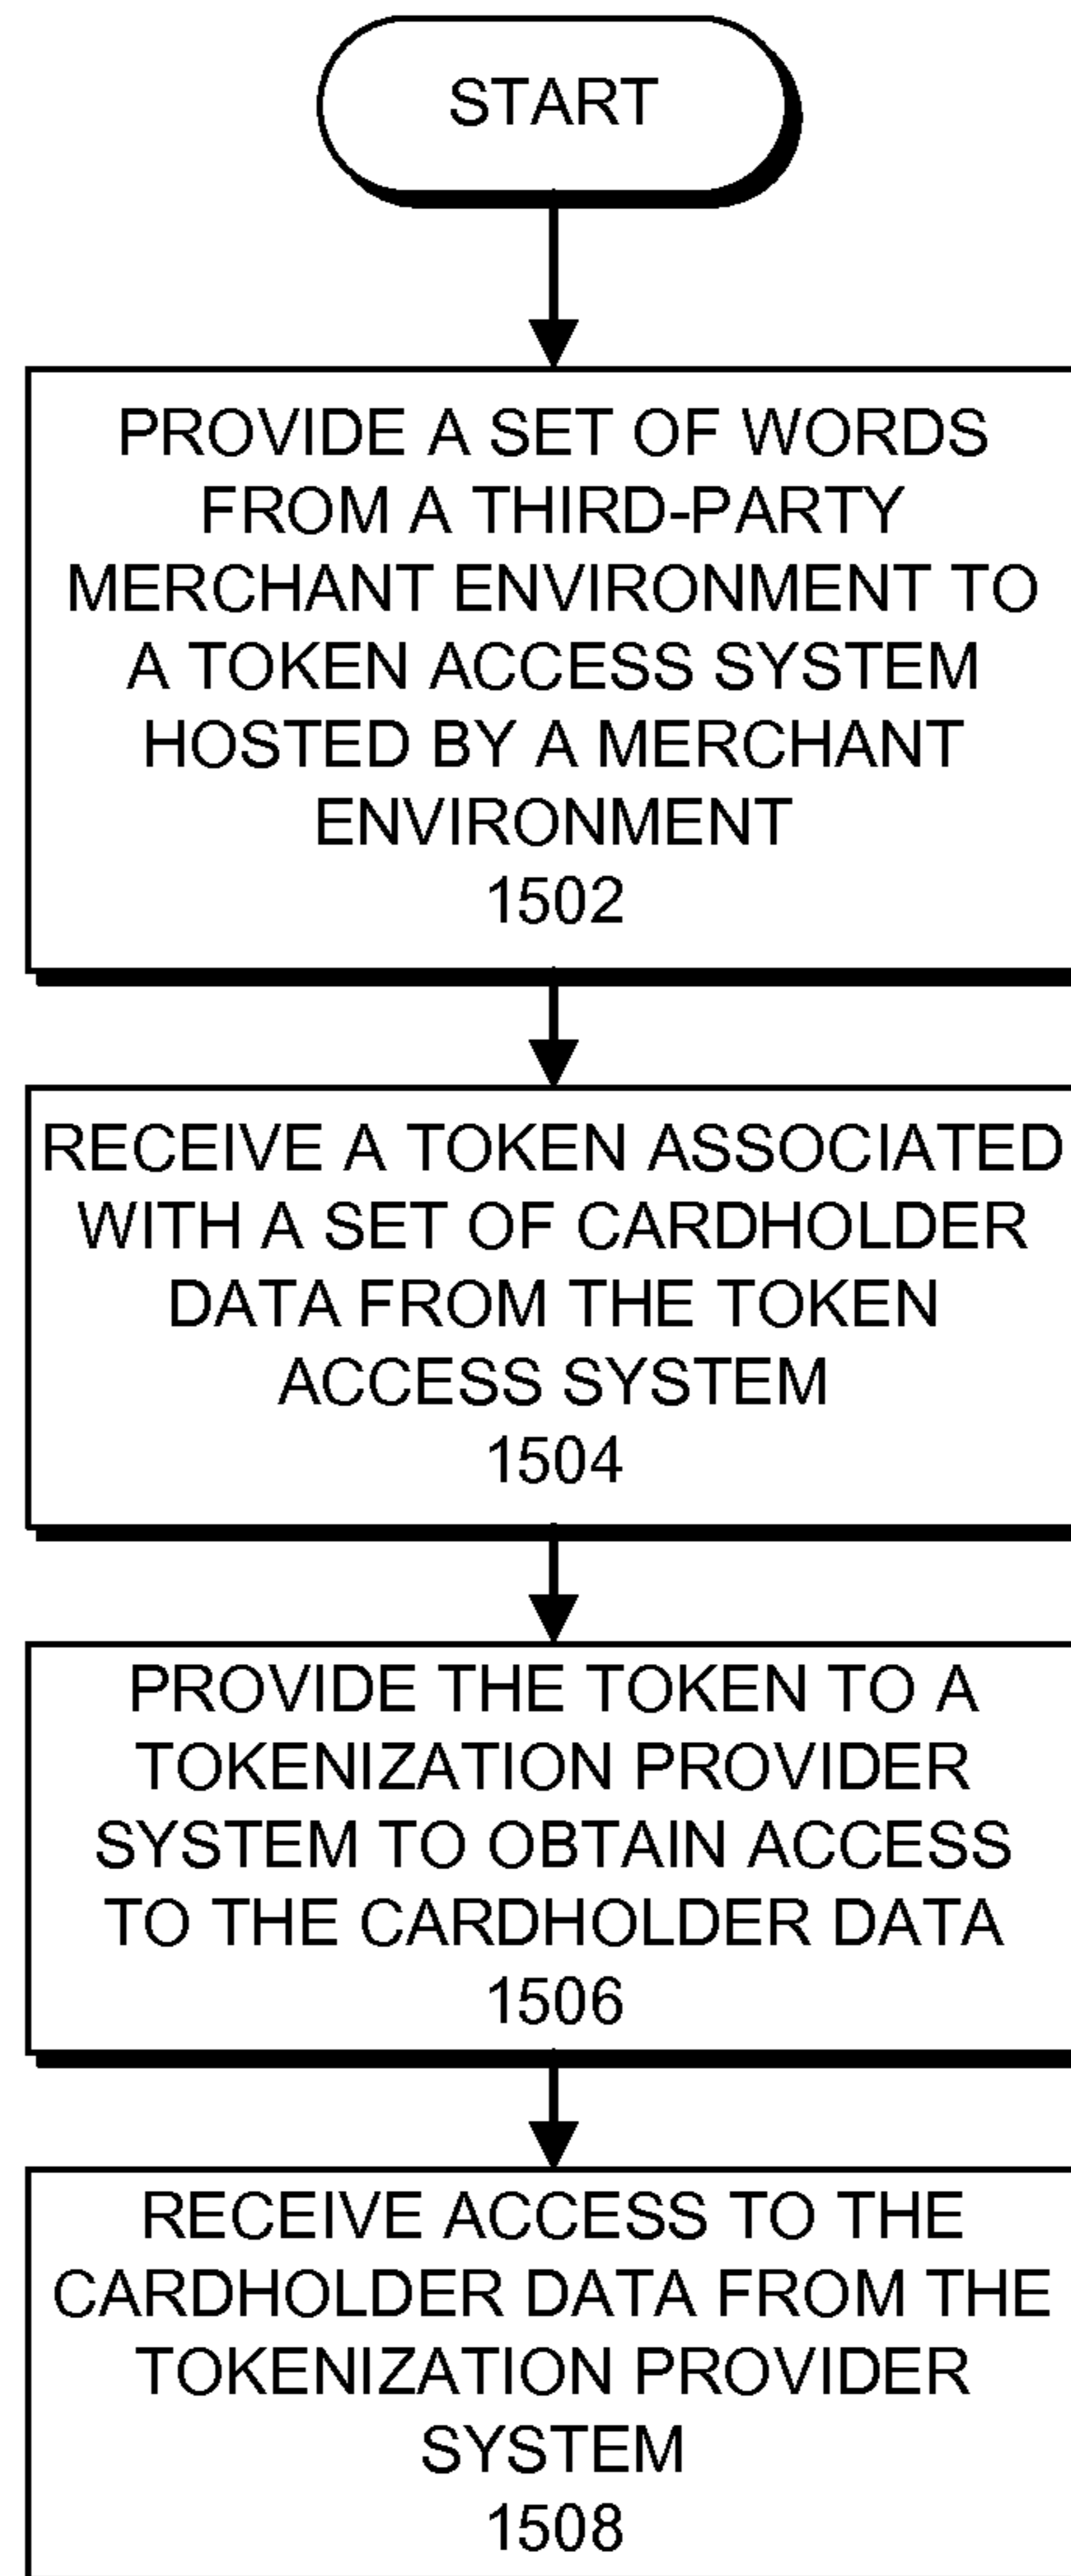 START
PROVIDE A SET OF WORDS
FROM A THIRD-PARTY
MERCHANT ENVIRONMENT TO
A TOKEN ACCESS SYSTEM
HOSTED BY A MERCHANT
ENVIRONMENT
1502
RECEIVE A TOKEN ASSOCIATED
WITH A SET OF CARDHOLDER
DATA FROM THE TOKEN
ACCESS SYSTEM
1504
PROVIDE THE TOKEN TO A
TOKENIZATION PROVIDER
SYSTEM TO OBTAIN ACCESS
TO THE CARDHOLDER DATA
1506
RECEIVE ACCESS TO THE
CARDHOLDER DATA FROM THE
TOKENIZATION PROVIDER
SYSTEM
1508